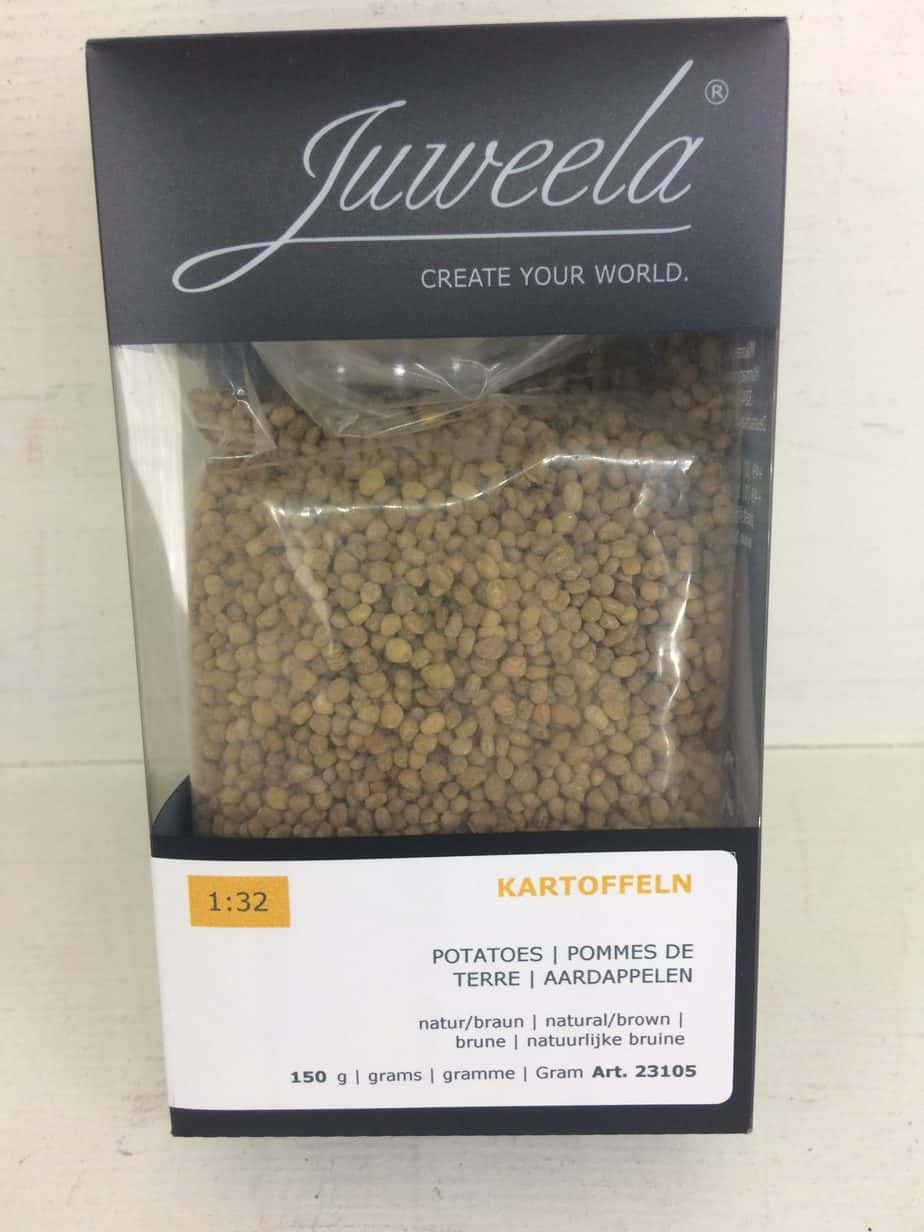 Juweela®
CREATE YOUR WORLD.
1:32
KARTOFFELN
POTATOES | POMMES DE
TERRE | AARDAPPELEN
natur/braun | natural/brown |
brune | natuurlijke bruine
150 g | grams | gramme | Gram Art. 23105